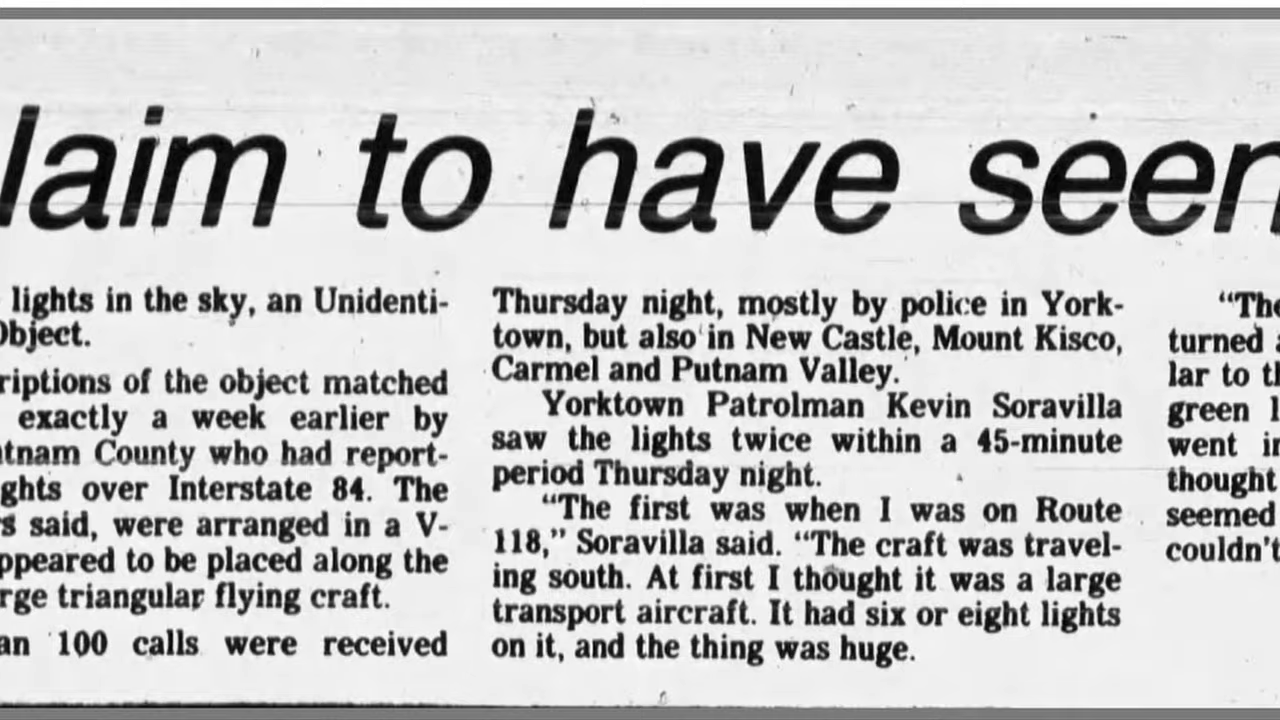 laim to have seen
lights in the sky, an Unidenti-
Object.
riptions of the object matched
exactly a week earlier by
tnam County who had report-
ghts over Interstate 84. The
s said, were arranged in a V-
ppeared to be placed along the
rge triangular flying craft.
an 100 calls were received
Thursday night, mostly by police in York-
town, but also in New Castle, Mount Kisco,
Carmel and Putnam Valley.
Yorktown Patrolman Kevin Soravilla
saw the lights twice within a 45-minute
period Thursday night.
"The first was when I was on Route
118," Soravilla said. "The craft was travel-
ing south. At first I thought it was a large
transport aircraft. It had six or eight lights
on it, and the thing was huge.
"The
turned a
lar to th
green l
went in
thought
seemed
couldn't